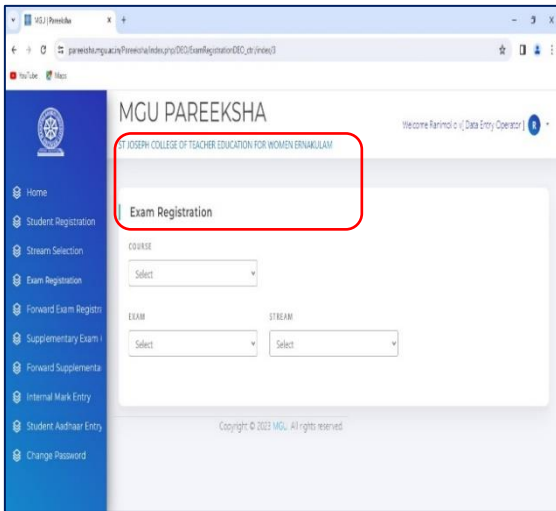 MGU | Pareeksha
pareeksha.mgu.ac.in/Pareeksha/index.php/DEO/ExamRegistrationDEO_ctrl/index/3
YouTube Maps
MGU PAREEKSHA
Welcome Ranimol o v[ Data Entry Operator ] R
ST JOSEPH COLLEGE OF TEACHER EDUCATION FOR WOMEN ERNAKULAM
Home
Student Registration
Stream Selection
Exam Registration
Forward Exam Registri
Supplementary Exam
Forward Supplementa
Internal Mark Entry
Student Aadhaar Entry
Change Password
Exam Registration
COURSE
Select
EXAM STREAM
Select Select
Copyright © 2023 MGU. All rights reserved.